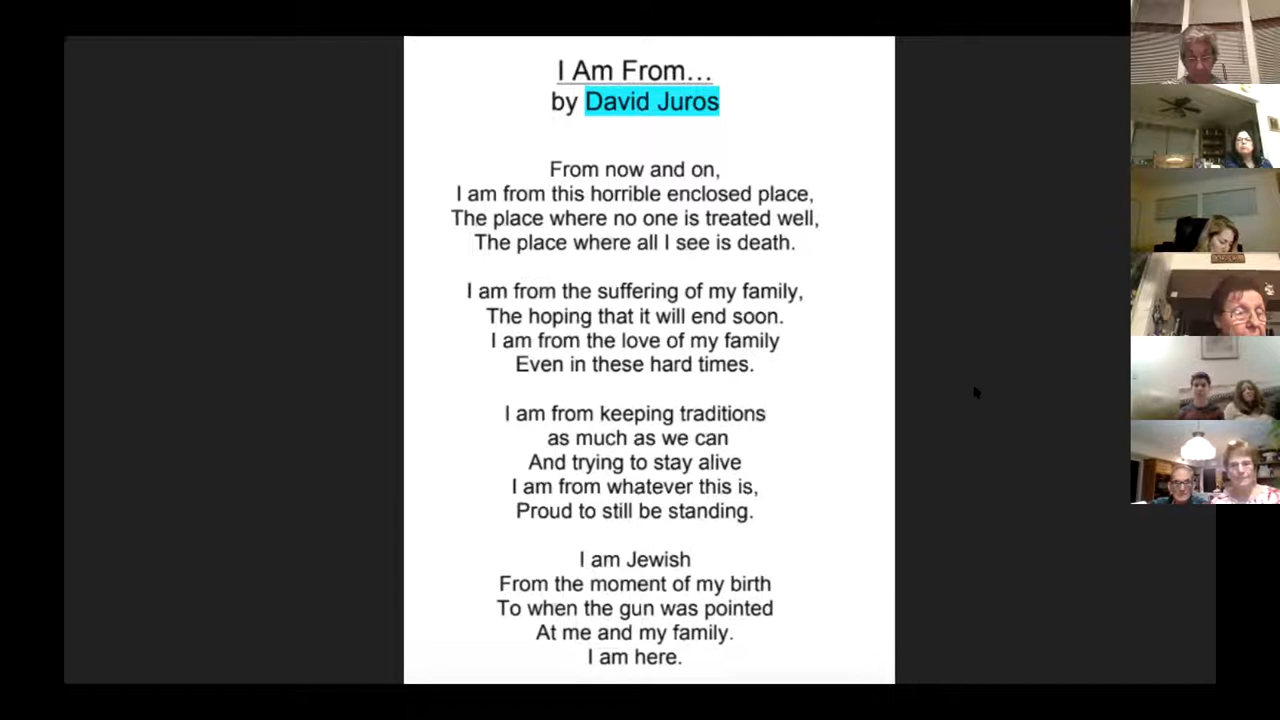 I Am From...
by David Juros
From now and on,
I am from this horrible enclosed place,
The place where no one is treated well,
The place where all I see is death.
I am from the suffering of my family,
The hoping that it will end soon.
I am from the love of my family
Even in these hard times.
I am from keeping traditions
as much as we can
And trying to stay alive
I am from whatever this is,
Proud to still be standing.
I am Jewish
From the moment of my birth
To when the gun was pointed
At me and my family.
I am here.